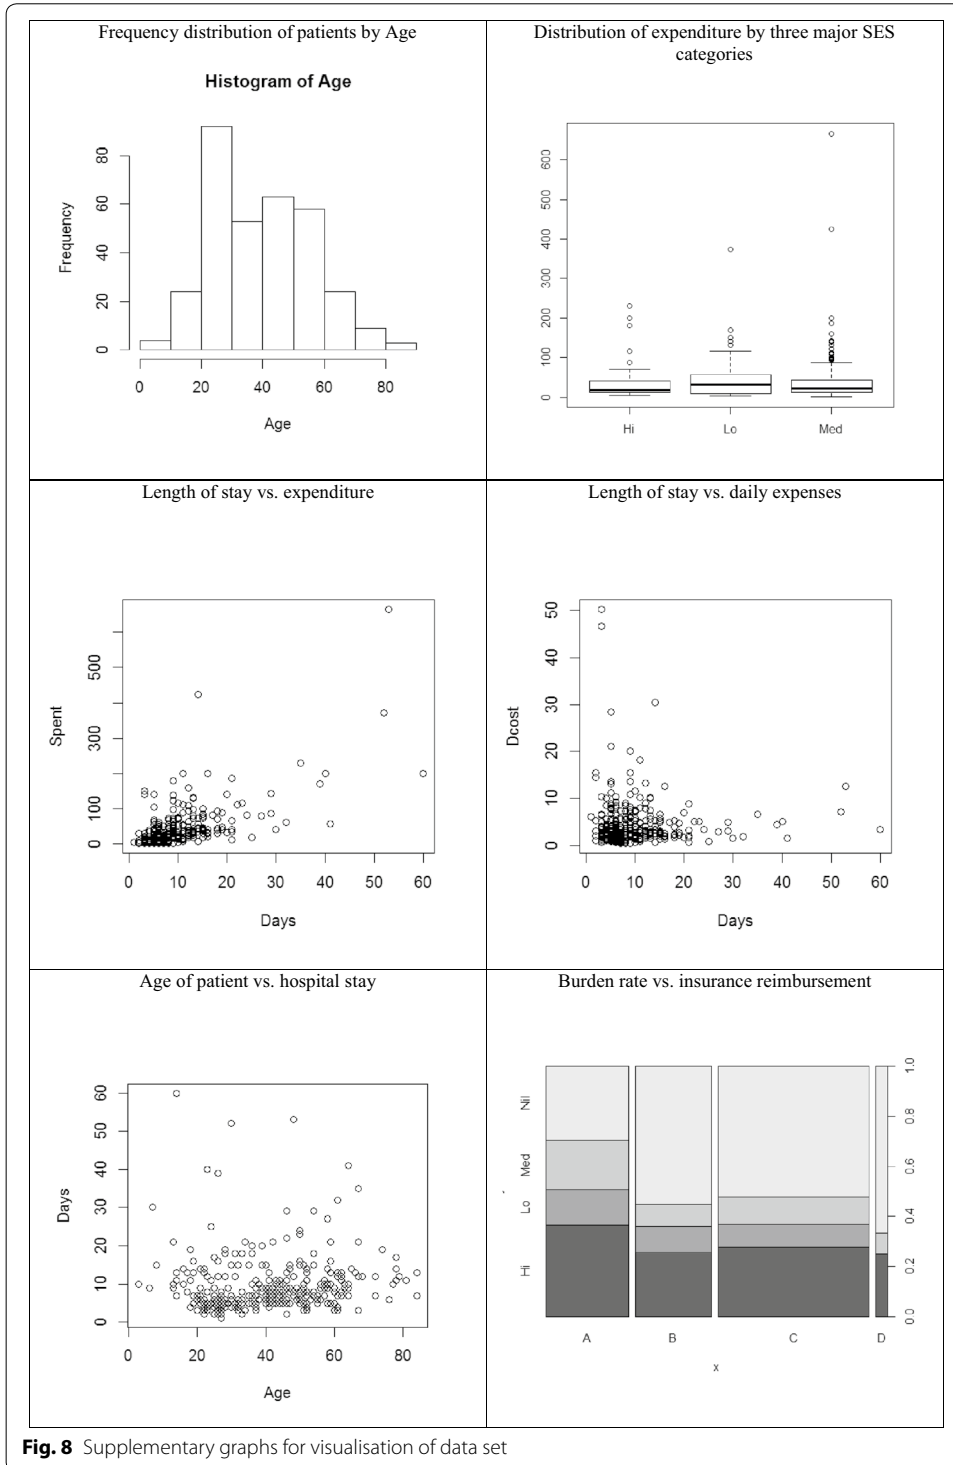 Frequency distribution of patients by Age
Histogram of Age
Frequency
80
60
40
20
0
0 20 40 60 80
Age
Distribution of expenditure by three major SES
categories
600
500
400
300
200
100
0
Hi Lo Med
Length of stay vs. expenditure
Spent
500
300
100
0
0 10 20 30 40 50 60
Days
Length of stay vs. daily expenses
Dcost
50
40
30
20
10
0
0 10 20 30 40 50 60
Days
Age of patient vs. hospital stay
Days
60
50
40
30
20
10
0
0 20 40 60 80
Age
Burden rate vs. insurance reimbursement
Nil
Med
Lo
Hi
1.0
0.8
0.6
0.4
0.2
0.0
A B C D
x
Fig. 8 Supplementary graphs for visualisation of data set